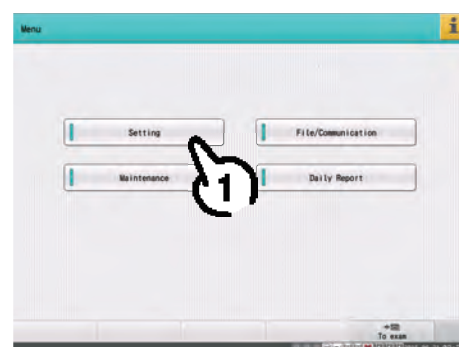 Menu
i
Setting
File/Communication
1
Maintenance
Daily Report
To exam